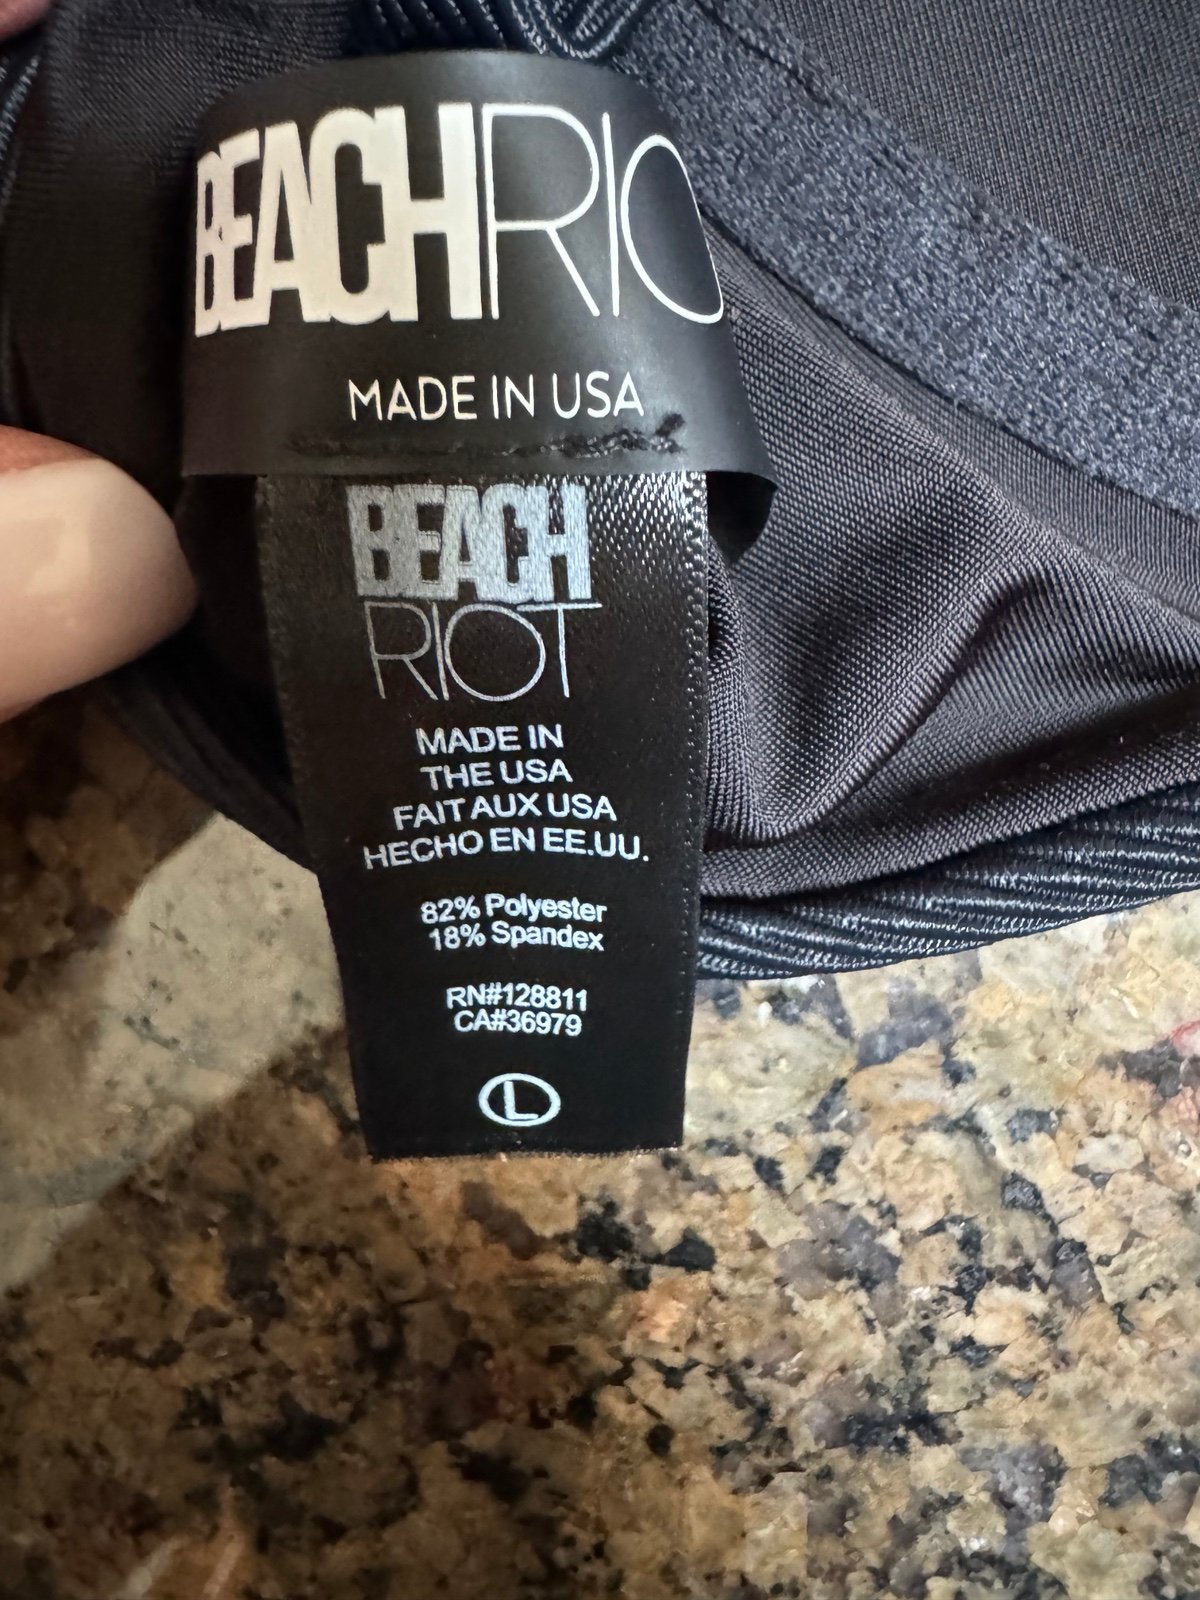 BEACHRIO
MADE IN USA
BEACH
RIOT
MADE IN
THE USA
FAIT AUX USA
HECHO EN EE.UU.
82% Polyester
18% Spandex
RN#128811
CA#36979
L